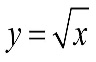 y = √x